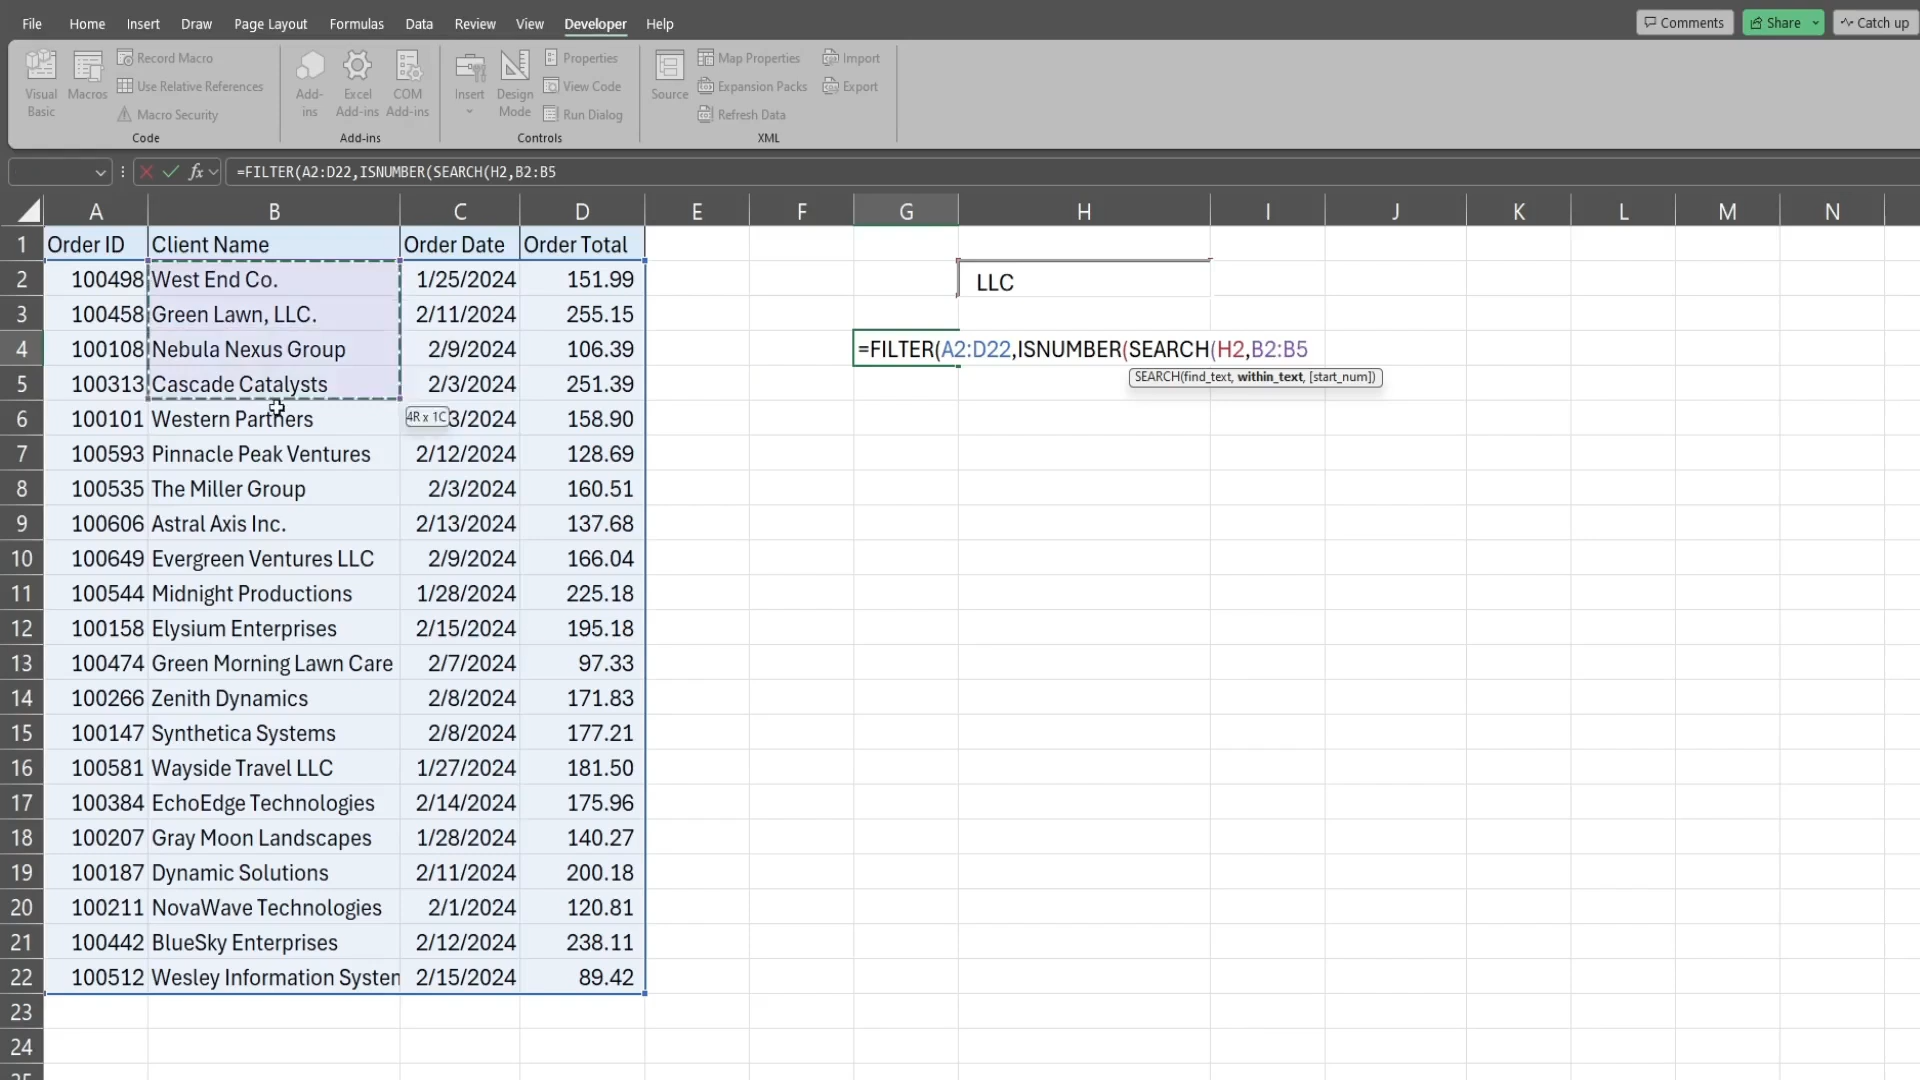 File Home Insert Draw Page Layout Formulas Data Review View Developer Help Comments Share Catch up
Visual Basic
Macros
Record Macro
Use Relative References
Macro Security
Code
Add-ins
Excel Add-ins
COM Add-ins
Add-ins
Insert
Design Mode
Properties
View Code
Run Dialog
Controls
Source
Map Properties
Expansion Packs
Refresh Data
Import
Export
XML
fx =FILTER(A2:D22,ISNUMBER(SEARCH(H2,B2:B5
A B C D E F G H I J K L M N
1 Order ID Client Name Order Date Order Total
2 100498 West End Co. 1/25/2024 151.99 LLC
3 100458 Green Lawn, LLC. 2/11/2024 255.15
4 100108 Nebula Nexus Group 2/9/2024 106.39 =FILTER(A2:D22,ISNUMBER(SEARCH(H2,B2:B5
SEARCH(find_text, within_text, [start_num])
5 100313 Cascade Catalysts 2/3/2024 251.39
6 100101 Western Partners 4R x 1C 3/2024 158.90
7 100593 Pinnacle Peak Ventures 2/12/2024 128.69
8 100535 The Miller Group 2/3/2024 160.51
9 100606 Astral Axis Inc. 2/13/2024 137.68
10 100649 Evergreen Ventures LLC 2/9/2024 166.04
11 100544 Midnight Productions 1/28/2024 225.18
12 100158 Elysium Enterprises 2/15/2024 195.18
13 100474 Green Morning Lawn Care 2/7/2024 97.33
14 100266 Zenith Dynamics 2/8/2024 171.83
15 100147 Synthetica Systems 2/8/2024 177.21
16 100581 Wayside Travel LLC 1/27/2024 181.50
17 100384 EchoEdge Technologies 2/14/2024 175.96
18 100207 Gray Moon Landscapes 1/28/2024 140.27
19 100187 Dynamic Solutions 2/11/2024 200.18
20 100211 NovaWave Technologies 2/1/2024 120.81
21 100442 BlueSky Enterprises 2/12/2024 238.11
22 100512 Wesley Information System 2/15/2024 89.42
23
24